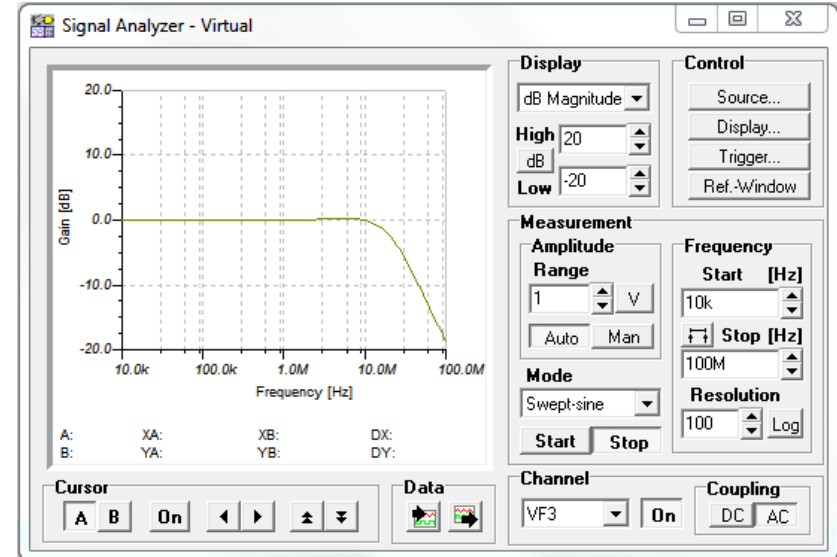 Signal Analyzer - Virtual
Gain [dB]
20.0
10.0
0.0
-10.0
-20.0
10.0k 100.0k 1.0M 10.0M 100.0M
Frequency [Hz]
A: XA: XB: DX:
B: YA: YB: DY:
Cursor
A B On
Data
Display
dB Magnitude
High 20
dB
Low -20
Control
Source...
Display...
Trigger...
Ref.-Window
Measurement
Amplitude
Range
1 V
Auto Man
Mode
Swept-sine
Start Stop
Frequency
Start [Hz]
10k
Stop [Hz]
100M
Resolution
100 Log
Channel
VF3 On
Coupling
DC AC